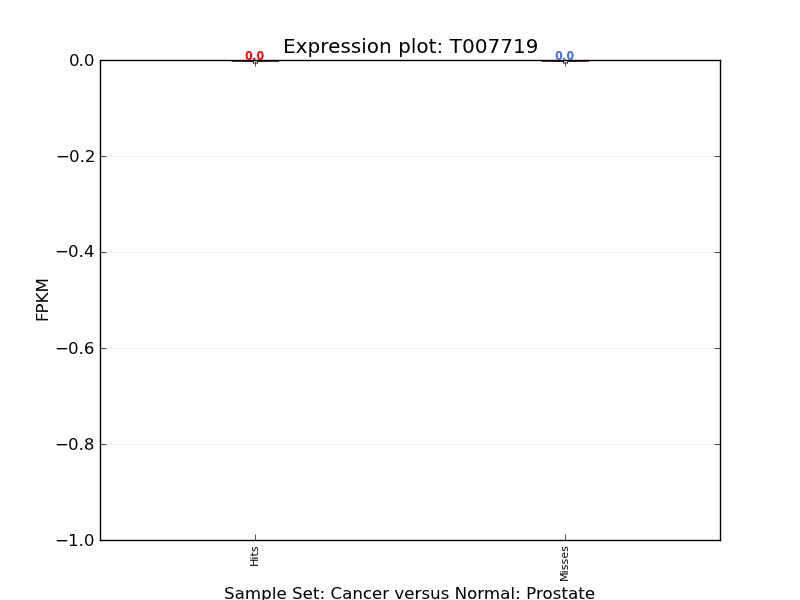 Expression plot: T007719
0.0 0.0
0.0
−0.2
−0.4
−0.6
−0.8
−1.0
FPKM
Hits
Misses
Sample Set: Cancer versus Normal: Prostate